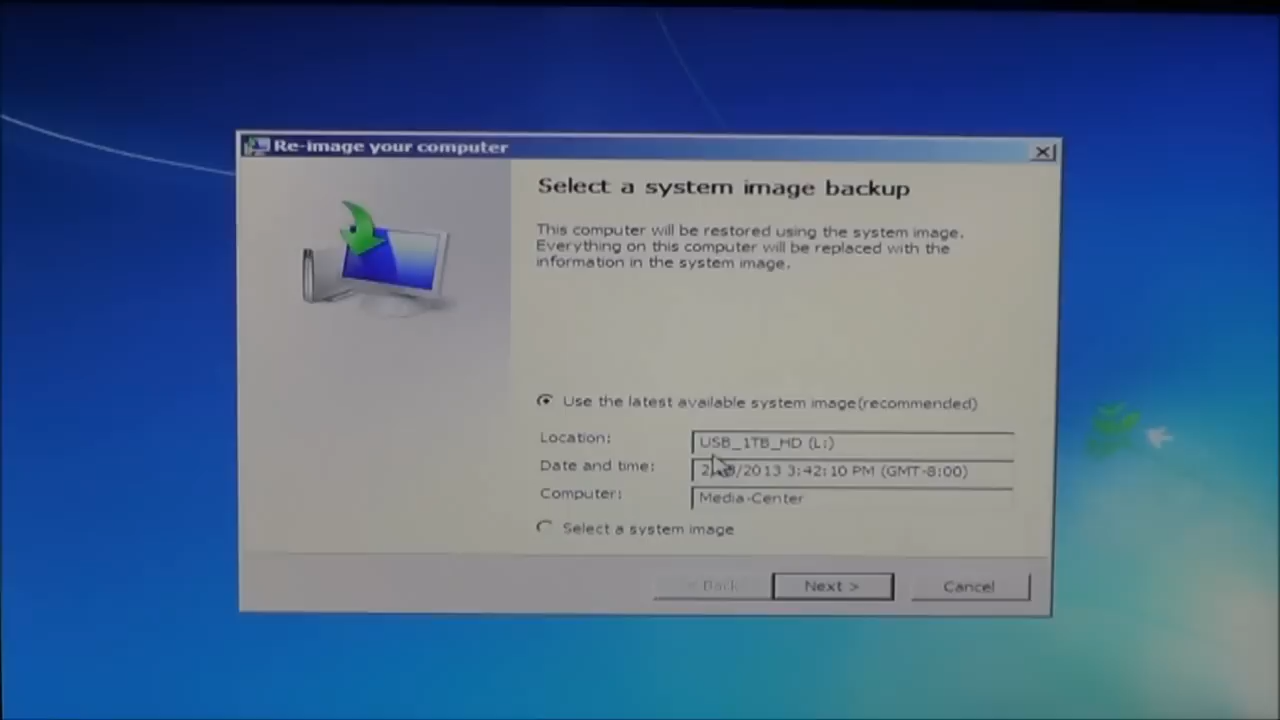 Re-image your computer
Select a system image backup
This computer will be restored using the system image.
Everything on this computer will be replaced with the
information in the system image.
Use the latest available system image(recommended)
Location: USB_1TB_HD (L:)
Date and time: 3:42:10 PM (GMT-8:00)
Computer: Media-Center
Select a system image
< Back Next > Cancel